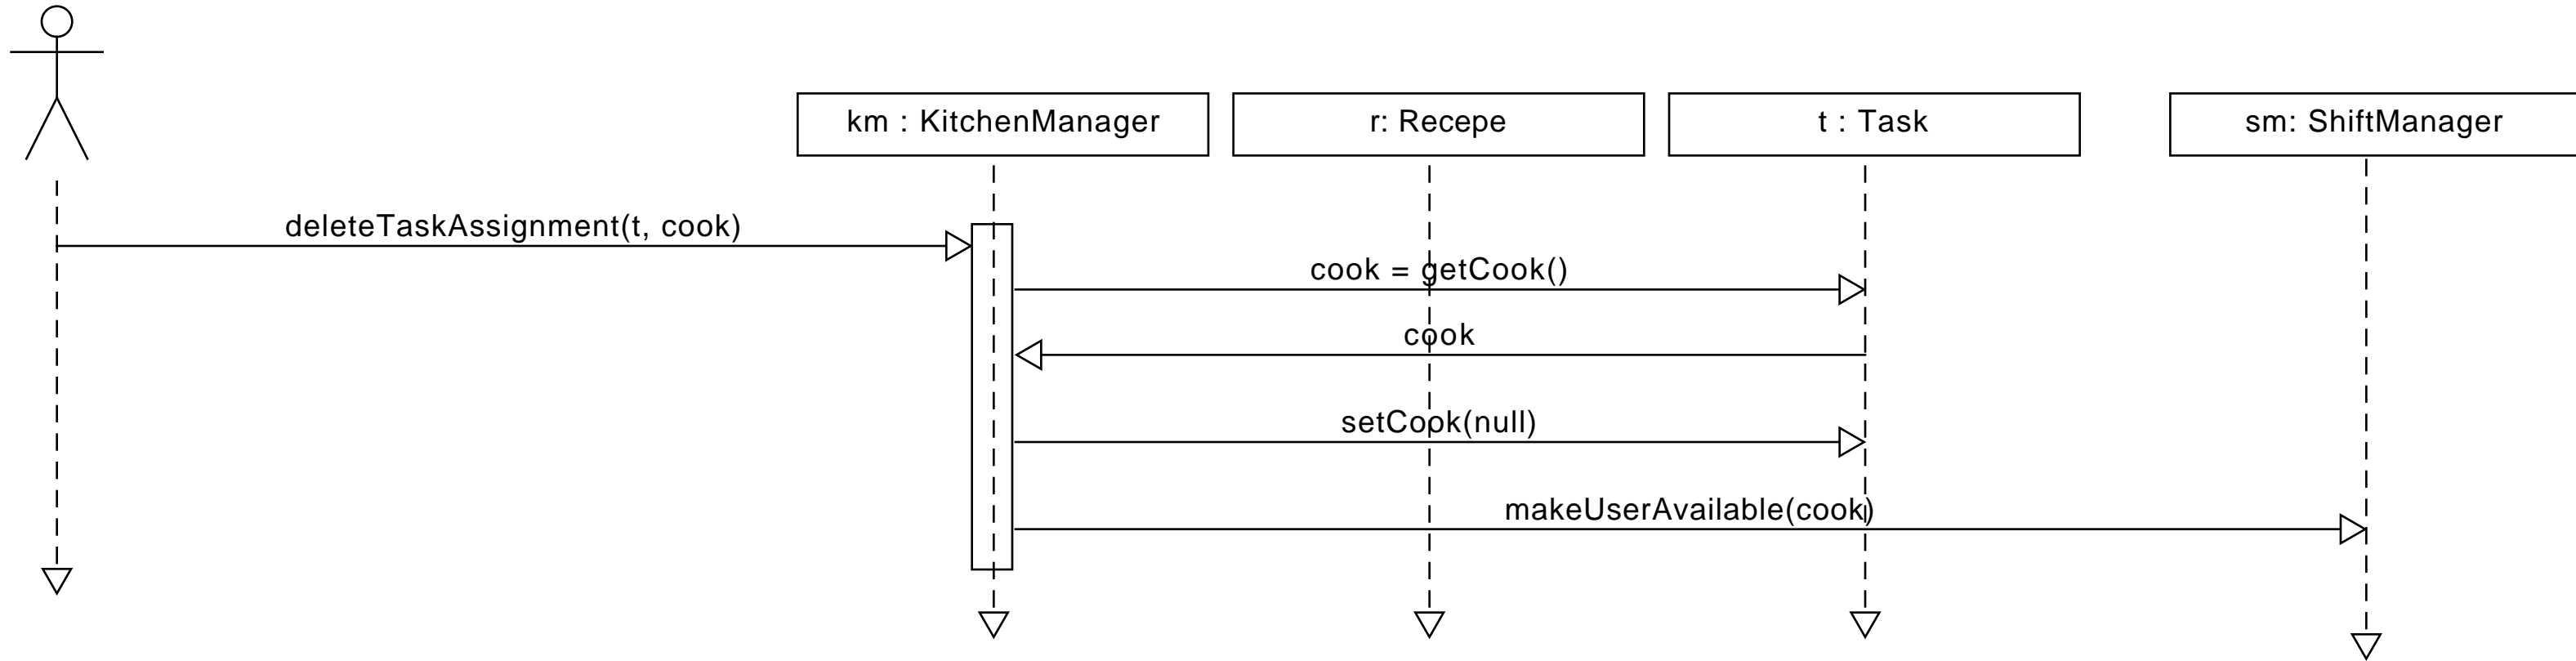 km : KitchenManager
r: Recepe
t : Task
sm: ShiftManager
deleteTaskAssignment(t, cook)
cook = getCook()
cook
setCook(null)
makeUserAvailable(cook)